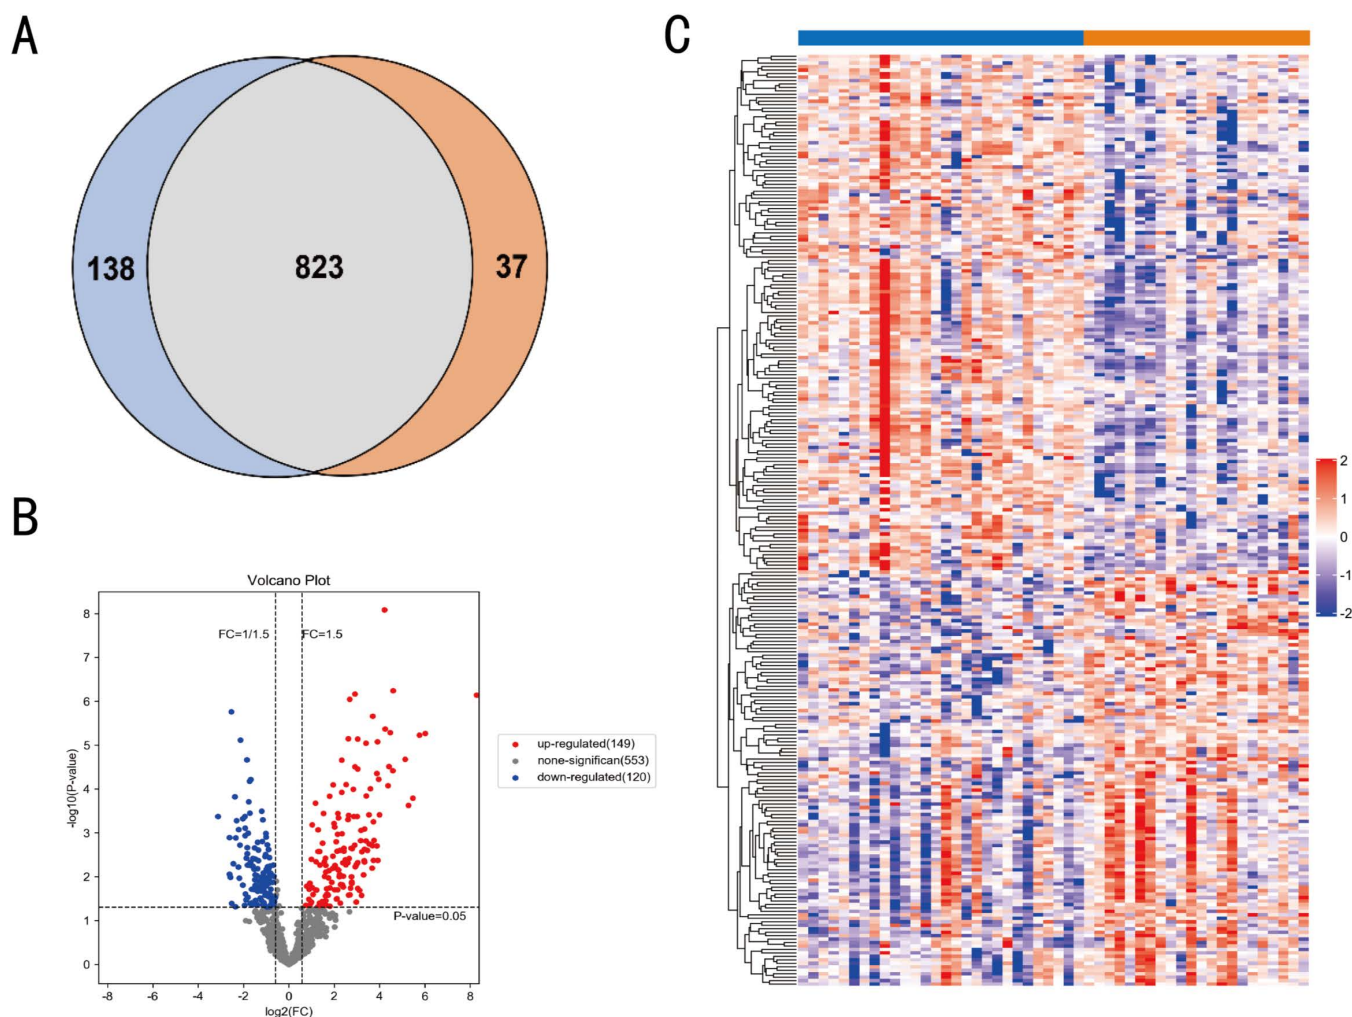 A
138
823
37
B
Volcano Plot
8
7
6
5
4
3
2
1
0
-log10(P-value)
FC=1/1.5
FC=1.5
P-value=0.05
-8
-6
-4
-2
0
2
4
6
8
log2(FC)
up-regulated(149)
none-significan(553)
down-regulated(120)
C
2
1
0
-1
-2